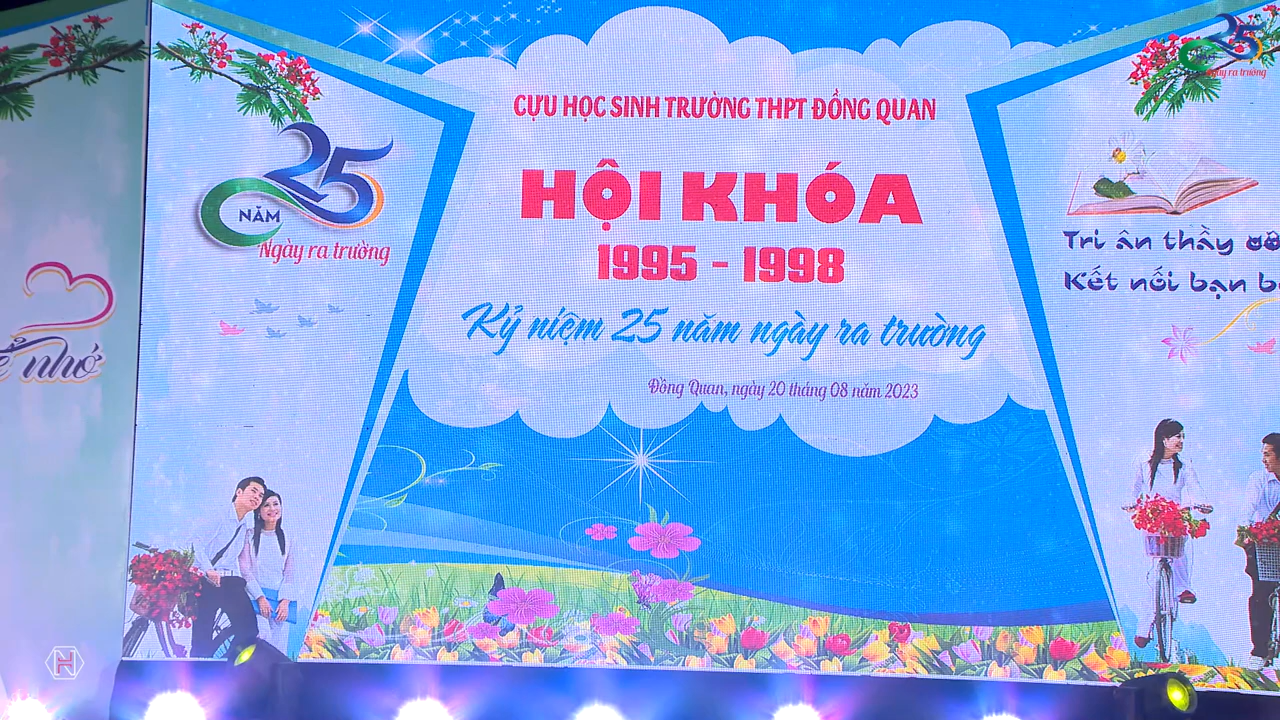 CỰU HỌC SINH TRƯỜNG THPT ĐỒNG QUAN
HỘI KHÓA
1995 - 1998
Kỷ niệm 25 năm ngày ra trường
Đồng Quan, ngày 20 tháng 08 năm 2023
25
NĂM
Ngày ra trường
nhớ
Tri ân thầy
Kết nối bạn
25
Ngày ra trường